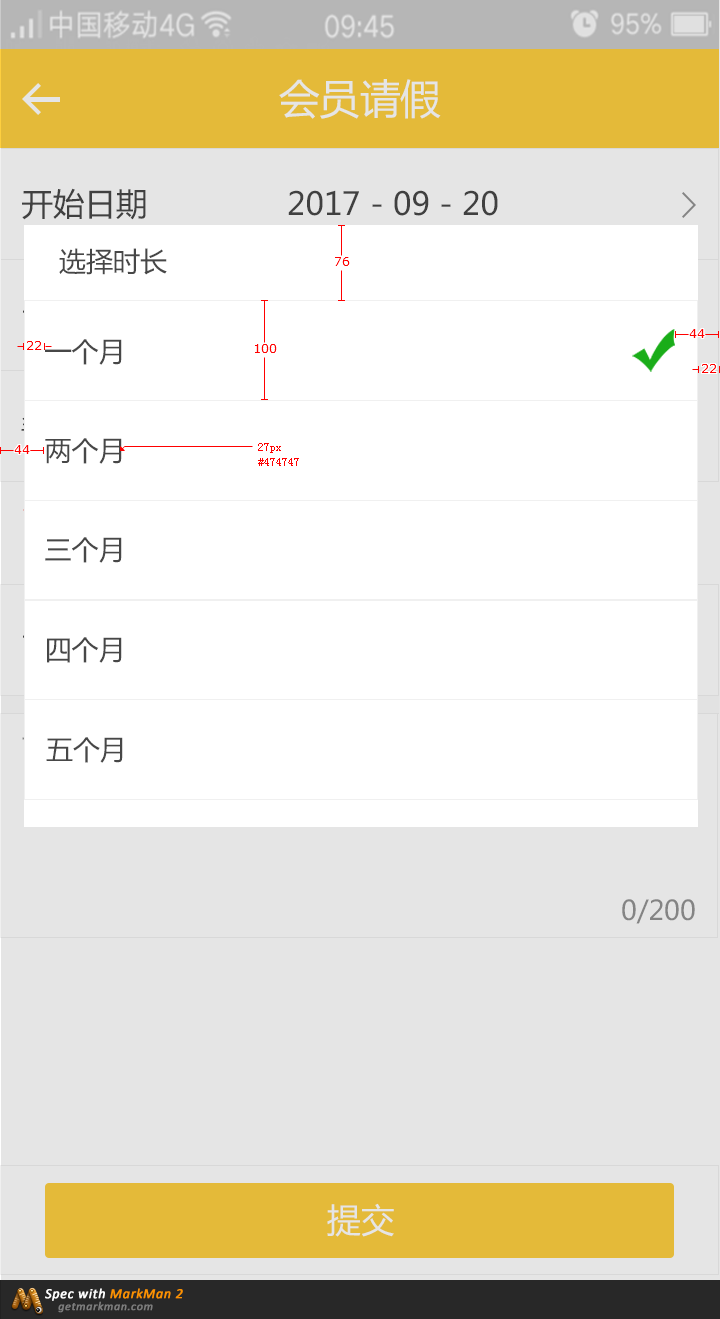 中国移动4G 09:45 95%
会员请假
开始日期 2017 - 09 - 20
选择时长
76
一个月
22
100
44
22
两个月
44
27px
#474747
三个月
四个月
五个月
0/200
提交
Spec with MarkMan 2
getmarkman.com